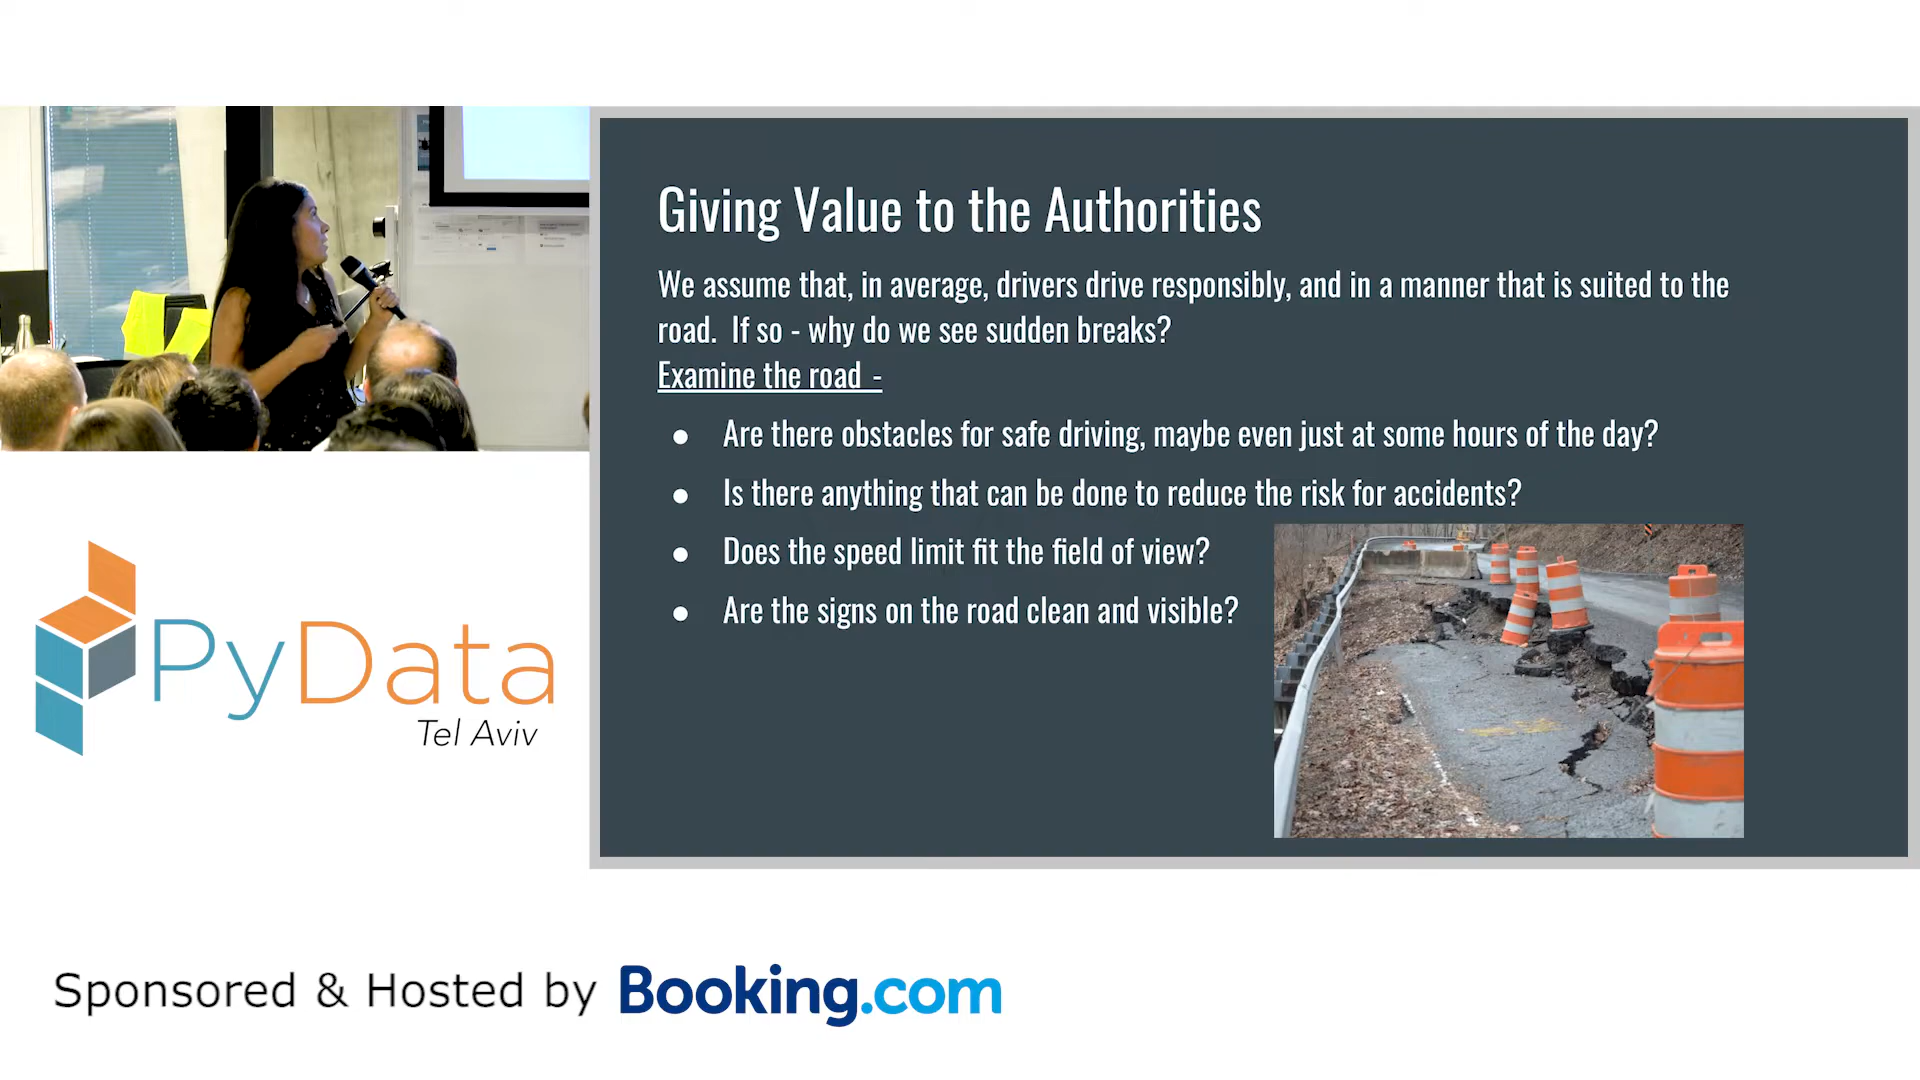 Giving Value to the Authorities
We assume that, in average, drivers drive responsibly, and in a manner that is suited to the
road. If so - why do we see sudden breaks?
Examine the road -
● Are there obstacles for safe driving, maybe even just at some hours of the day?
● Is there anything that can be done to reduce the risk for accidents?
● Does the speed limit fit the field of view?
● Are the signs on the road clean and visible?
PyData
Tel Aviv
Sponsored & Hosted by Booking.com